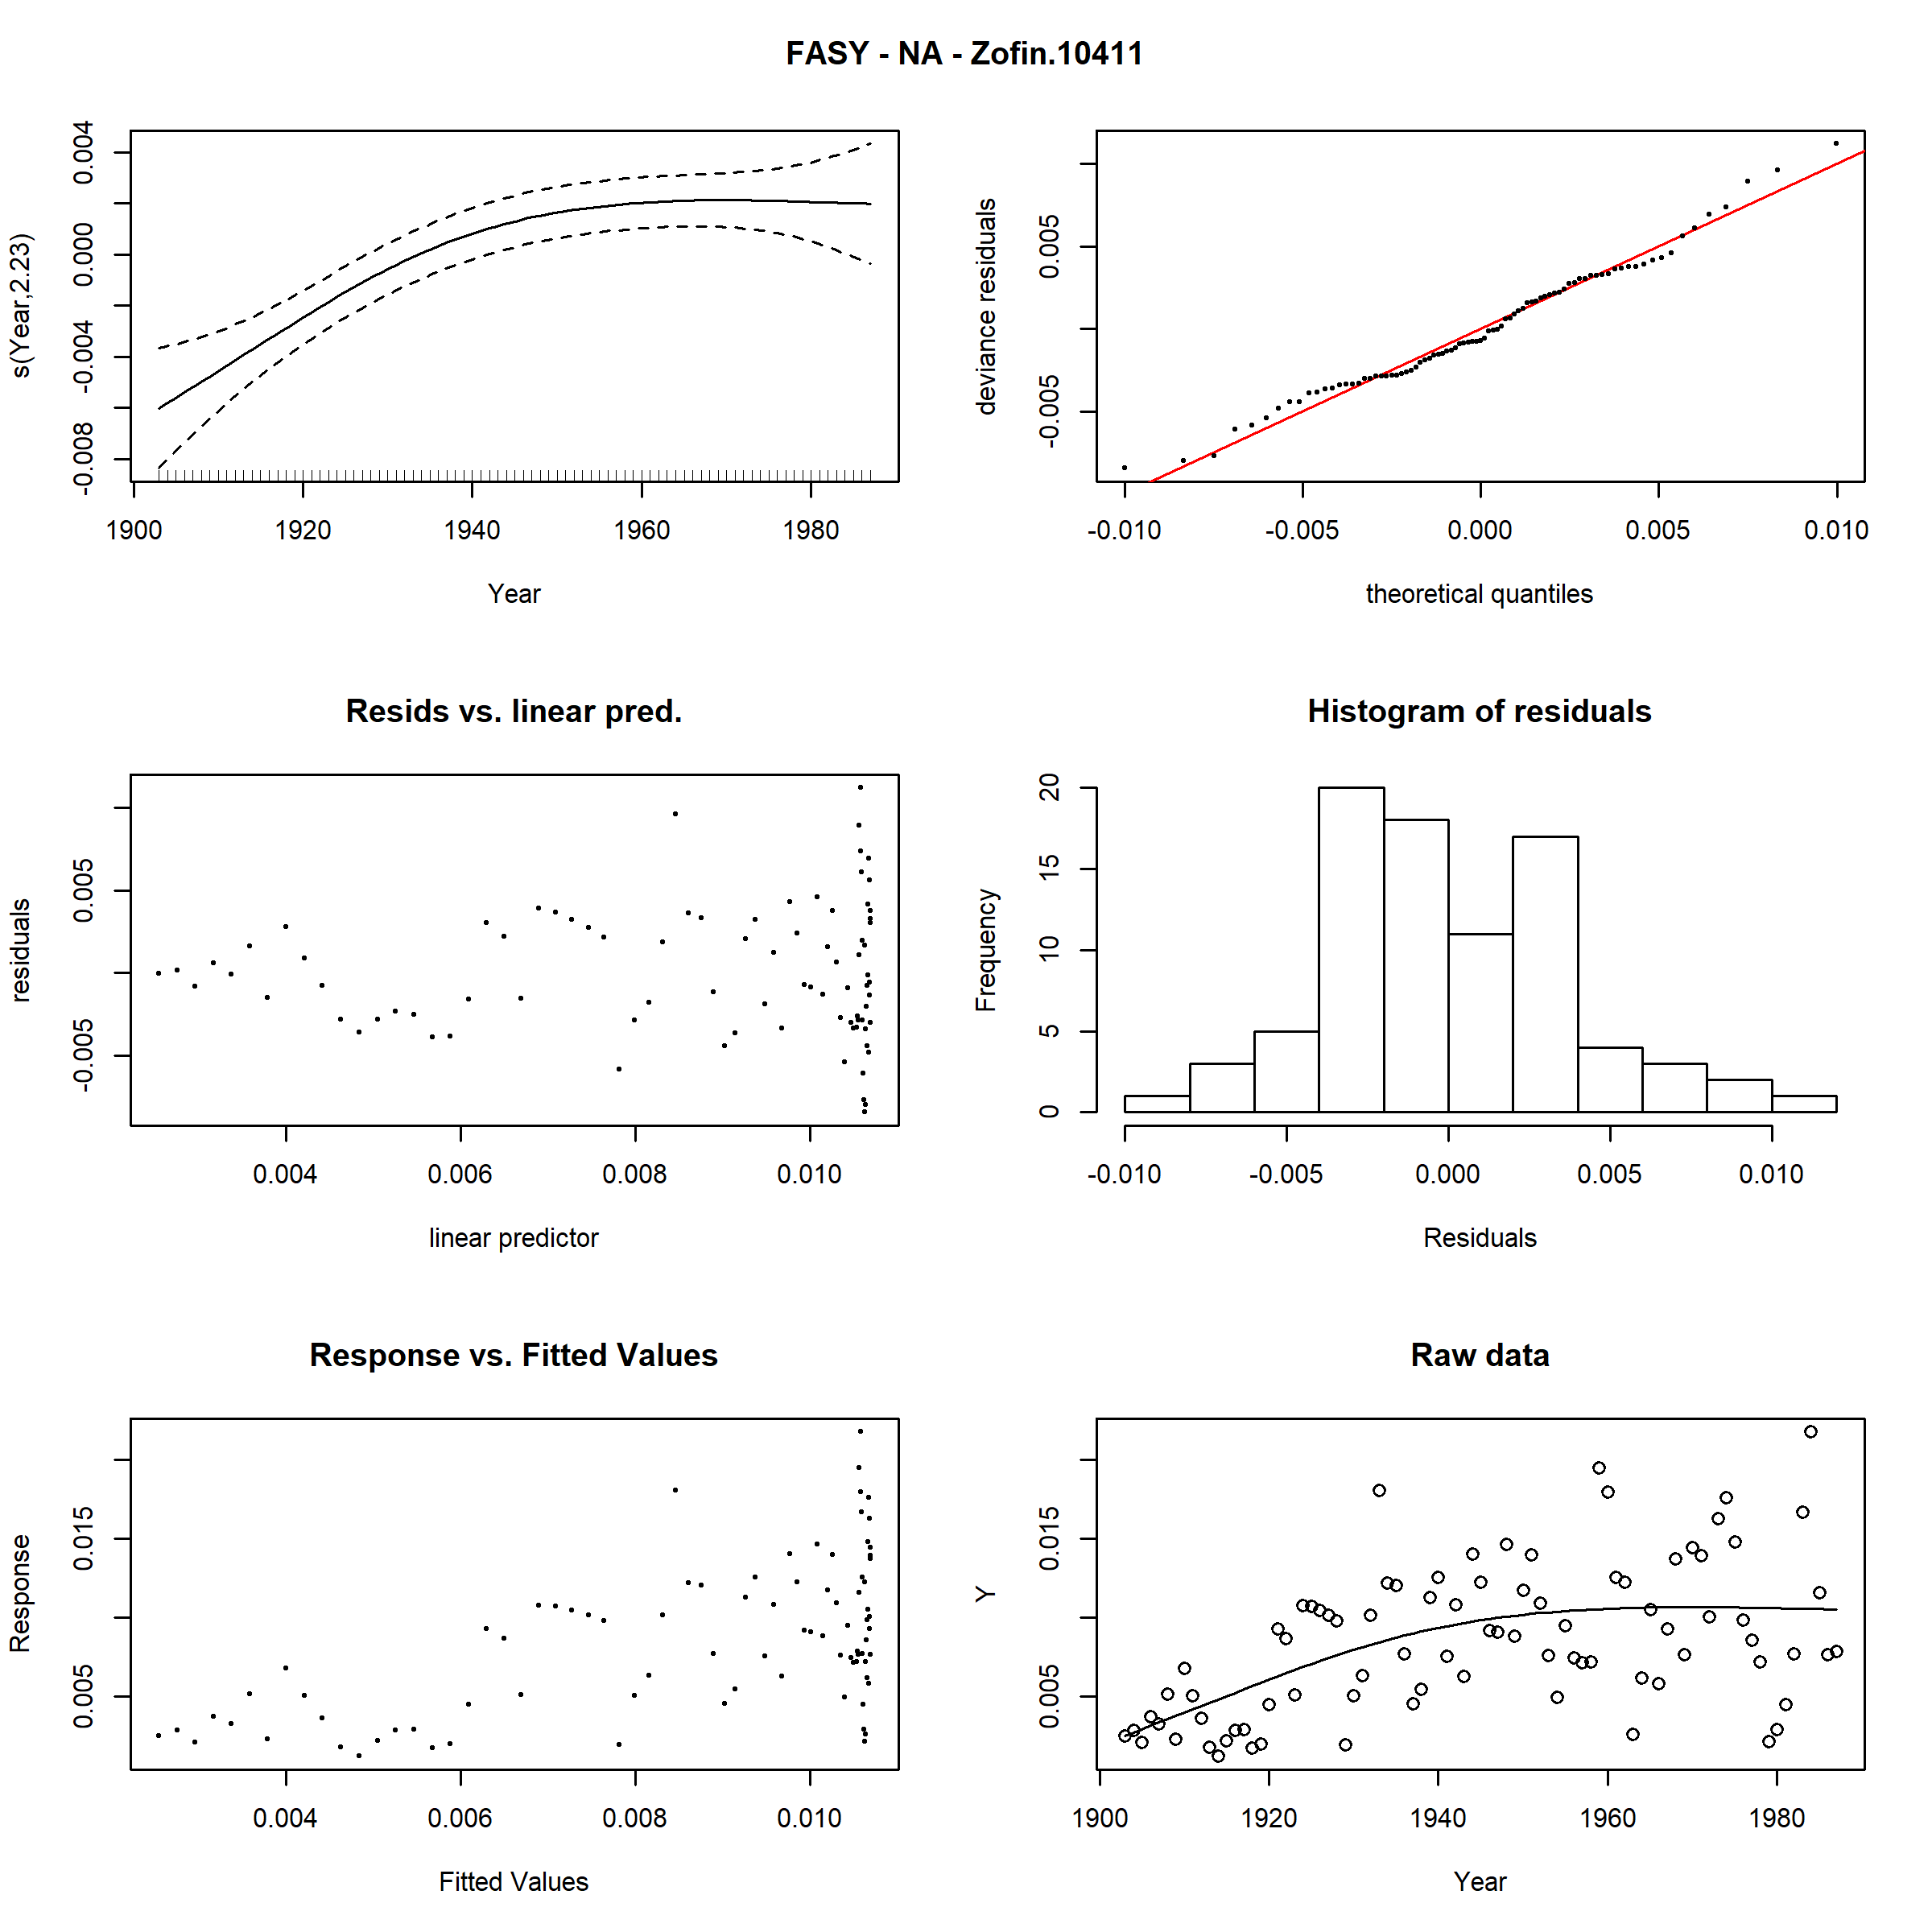 FASY - NA - Zofin.10411
s(Year,2.23)
-0.008 -0.004 0.000 0.004
1900 1920 1940 1960 1980
Year
deviance residuals
-0.005 0.005
-0.010 -0.005 0.000 0.005 0.010
theoretical quantiles
Resids vs. linear pred.
residuals
-0.005 0.005
0.004 0.006 0.008 0.010
linear predictor
Histogram of residuals
Frequency
0 5 10 15 20
-0.010 -0.005 0.000 0.005 0.010
Residuals
Response vs. Fitted Values
Response
0.005 0.015
0.004 0.006 0.008 0.010
Fitted Values
Raw data
Y
0.005 0.015
1900 1920 1940 1960 1980
Year